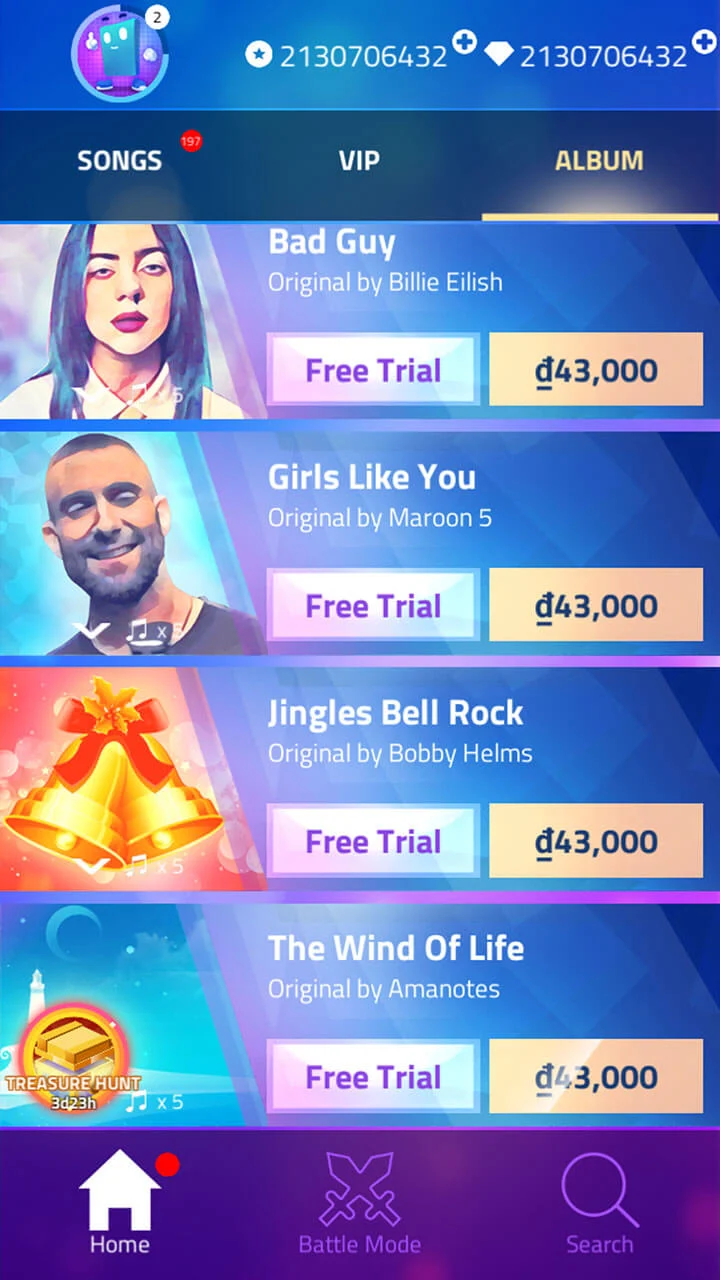 2
2130706432
2130706432
SONGS
197
VIP
ALBUM
Bad Guy
Original by Billie Eilish
x 5
Free Trial
₫43,000
Girls Like You
Original by Maroon 5
x 5
Free Trial
₫43,000
Jingles Bell Rock
Original by Bobby Helms
x 5
Free Trial
₫43,000
The Wind Of Life
Original by Amanotes
TREASURE HUNT
3d23h
x 5
Free Trial
₫43,000
Home
Battle Mode
Search